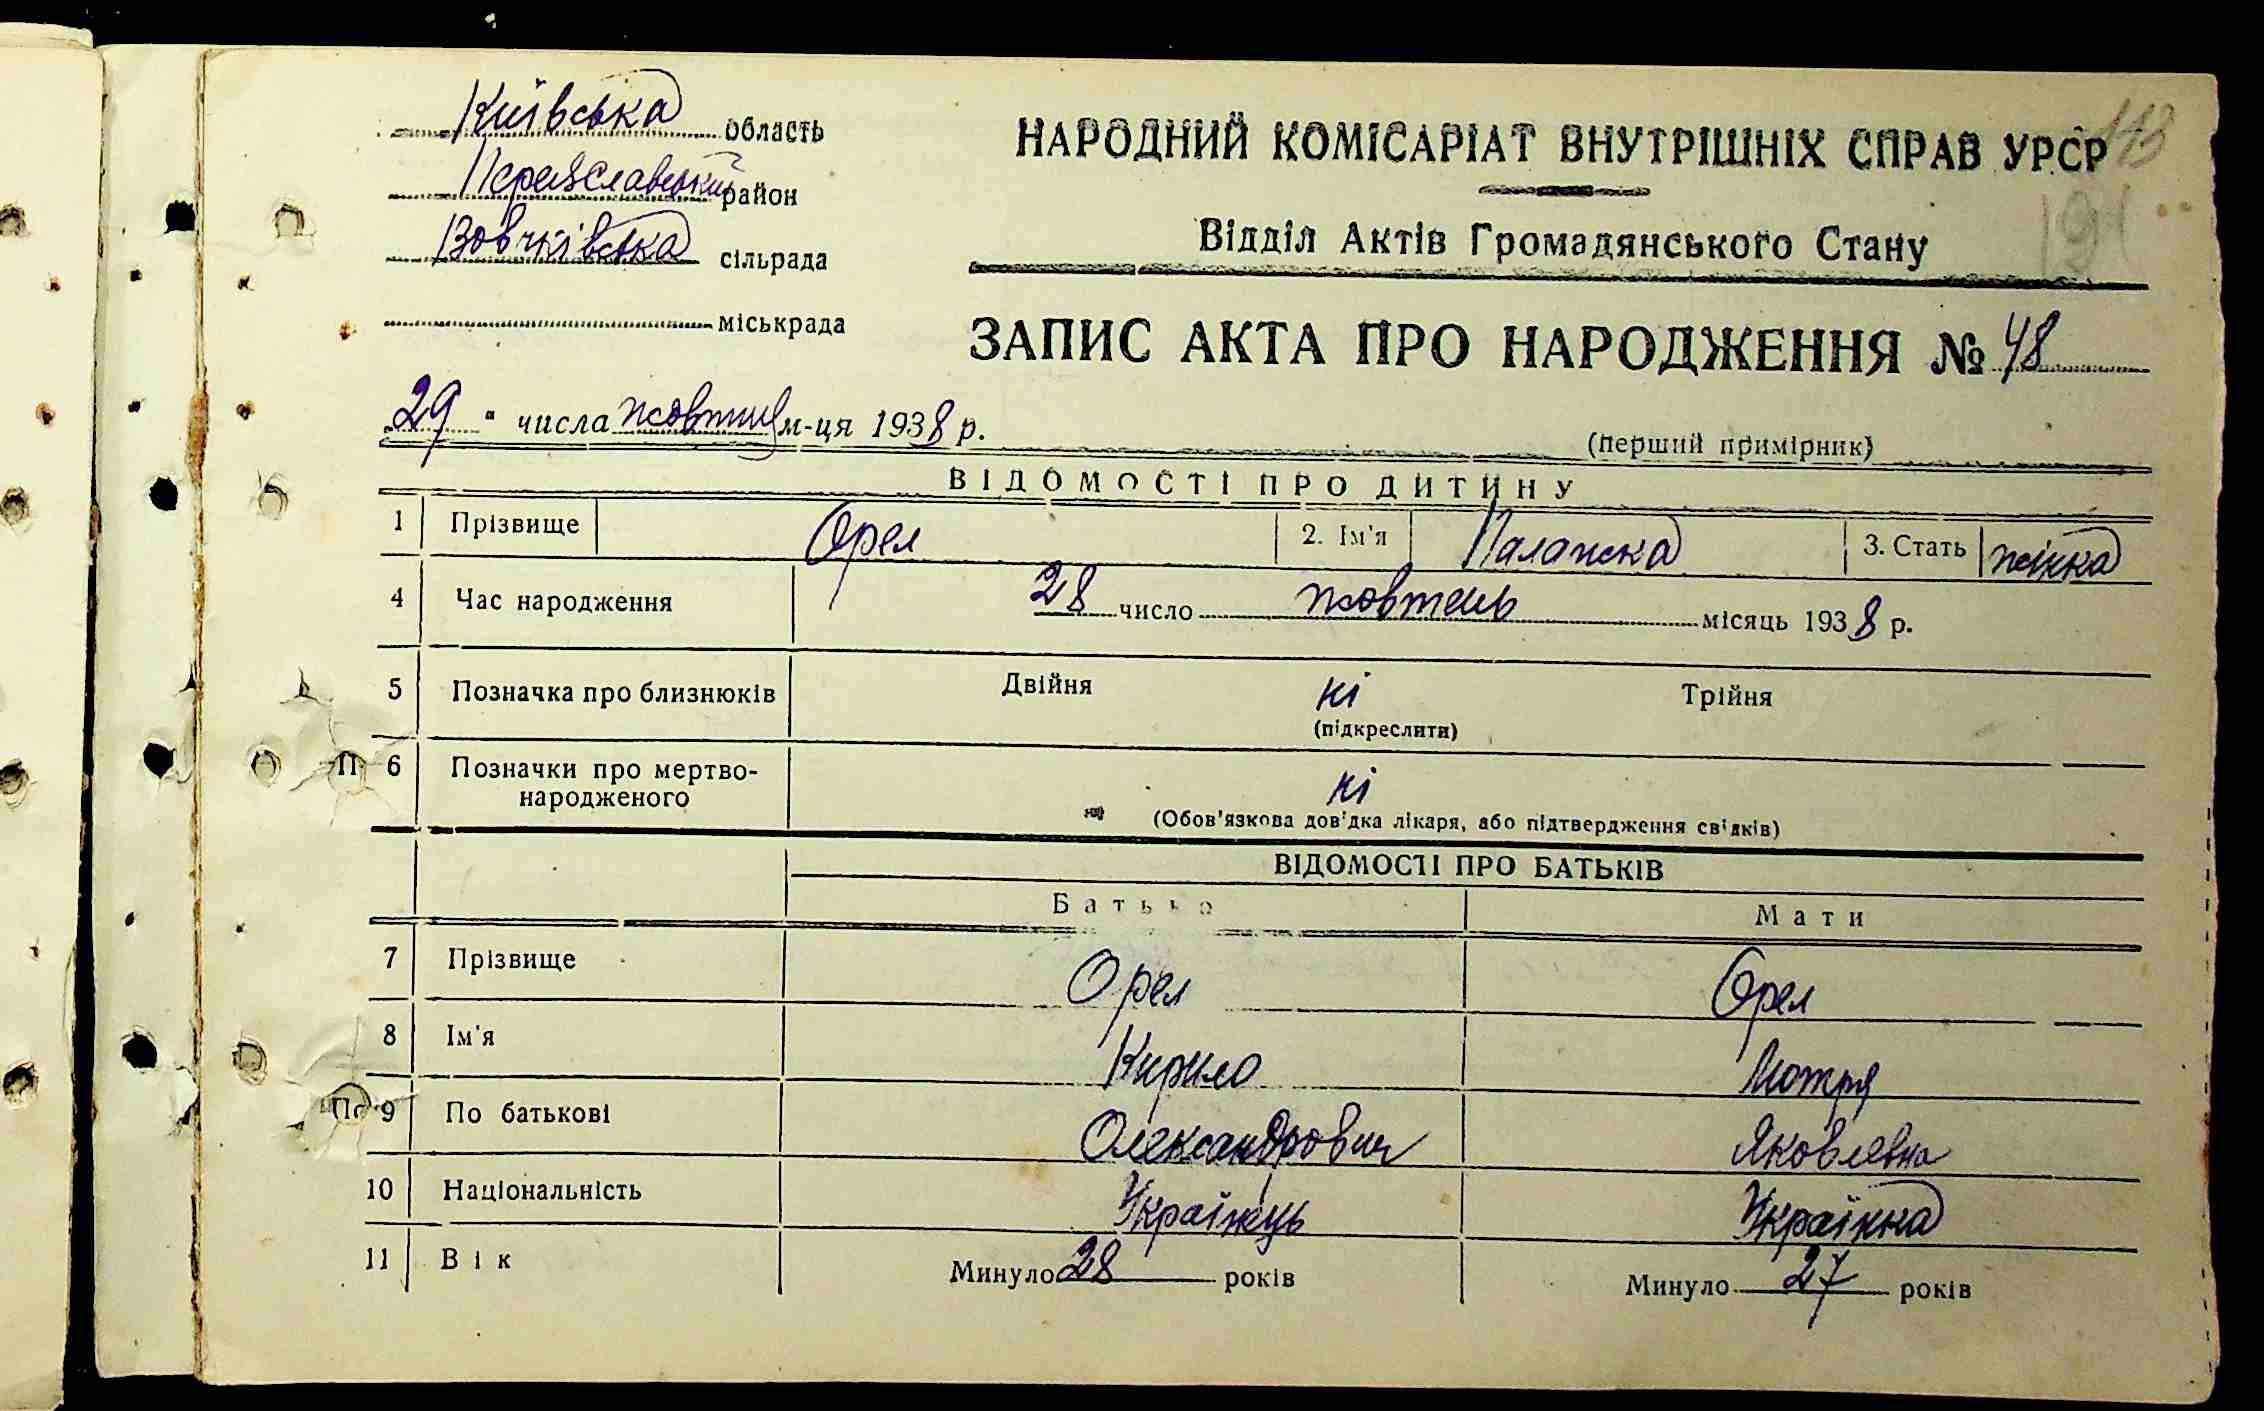 Київська область
Переяславський район
Вовчківська сільрада
міськрада
НАРОДНИЙ КОМІСАРІАТ ВНУТРІШНІХ СПРАВ УРСР
143
191
Відділ Актів Громадянського Стану
ЗАПИС АКТА ПРО НАРОДЖЕННЯ № 48
29 " числа жовтня м-ця 1938 р.
(перший примірник)
ВІДОМОСТІ ПРО ДИТИНУ
1 Прізвище Орел 2. Ім'я Палажка 3. Стать жінка
4 Час народження 28 число жовтень місяць 1938 р.
5 Позначка про близнюків Двійня ні Трійня
(підкреслити)
6 Позначки про мертво-
народженого ні
(Обов'язкова дов'дка лікаря, або підтвердження свідків)
ВІДОМОСТІ ПРО БАТЬКІВ
Батько Мати
7 Прізвище Орел Орел
8 Ім'я Кирило Мотря
9 По батькові Олександрович Яковлевна
10 Національність Українець Українка
11 Вік Минуло 28 років Минуло 27 років